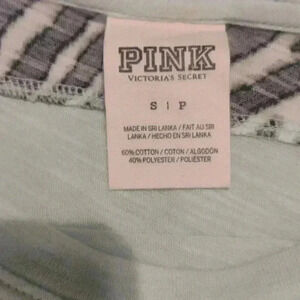 PINK
VICTORIA'S SECRET
S | P
MADE IN SRI LANKA / FAIT AU SRI
LANKA / HECHO EN SRI LANKA
60% COTTON / COTON / ALGODÓN
40% POLYESTER / POLIÉSTER